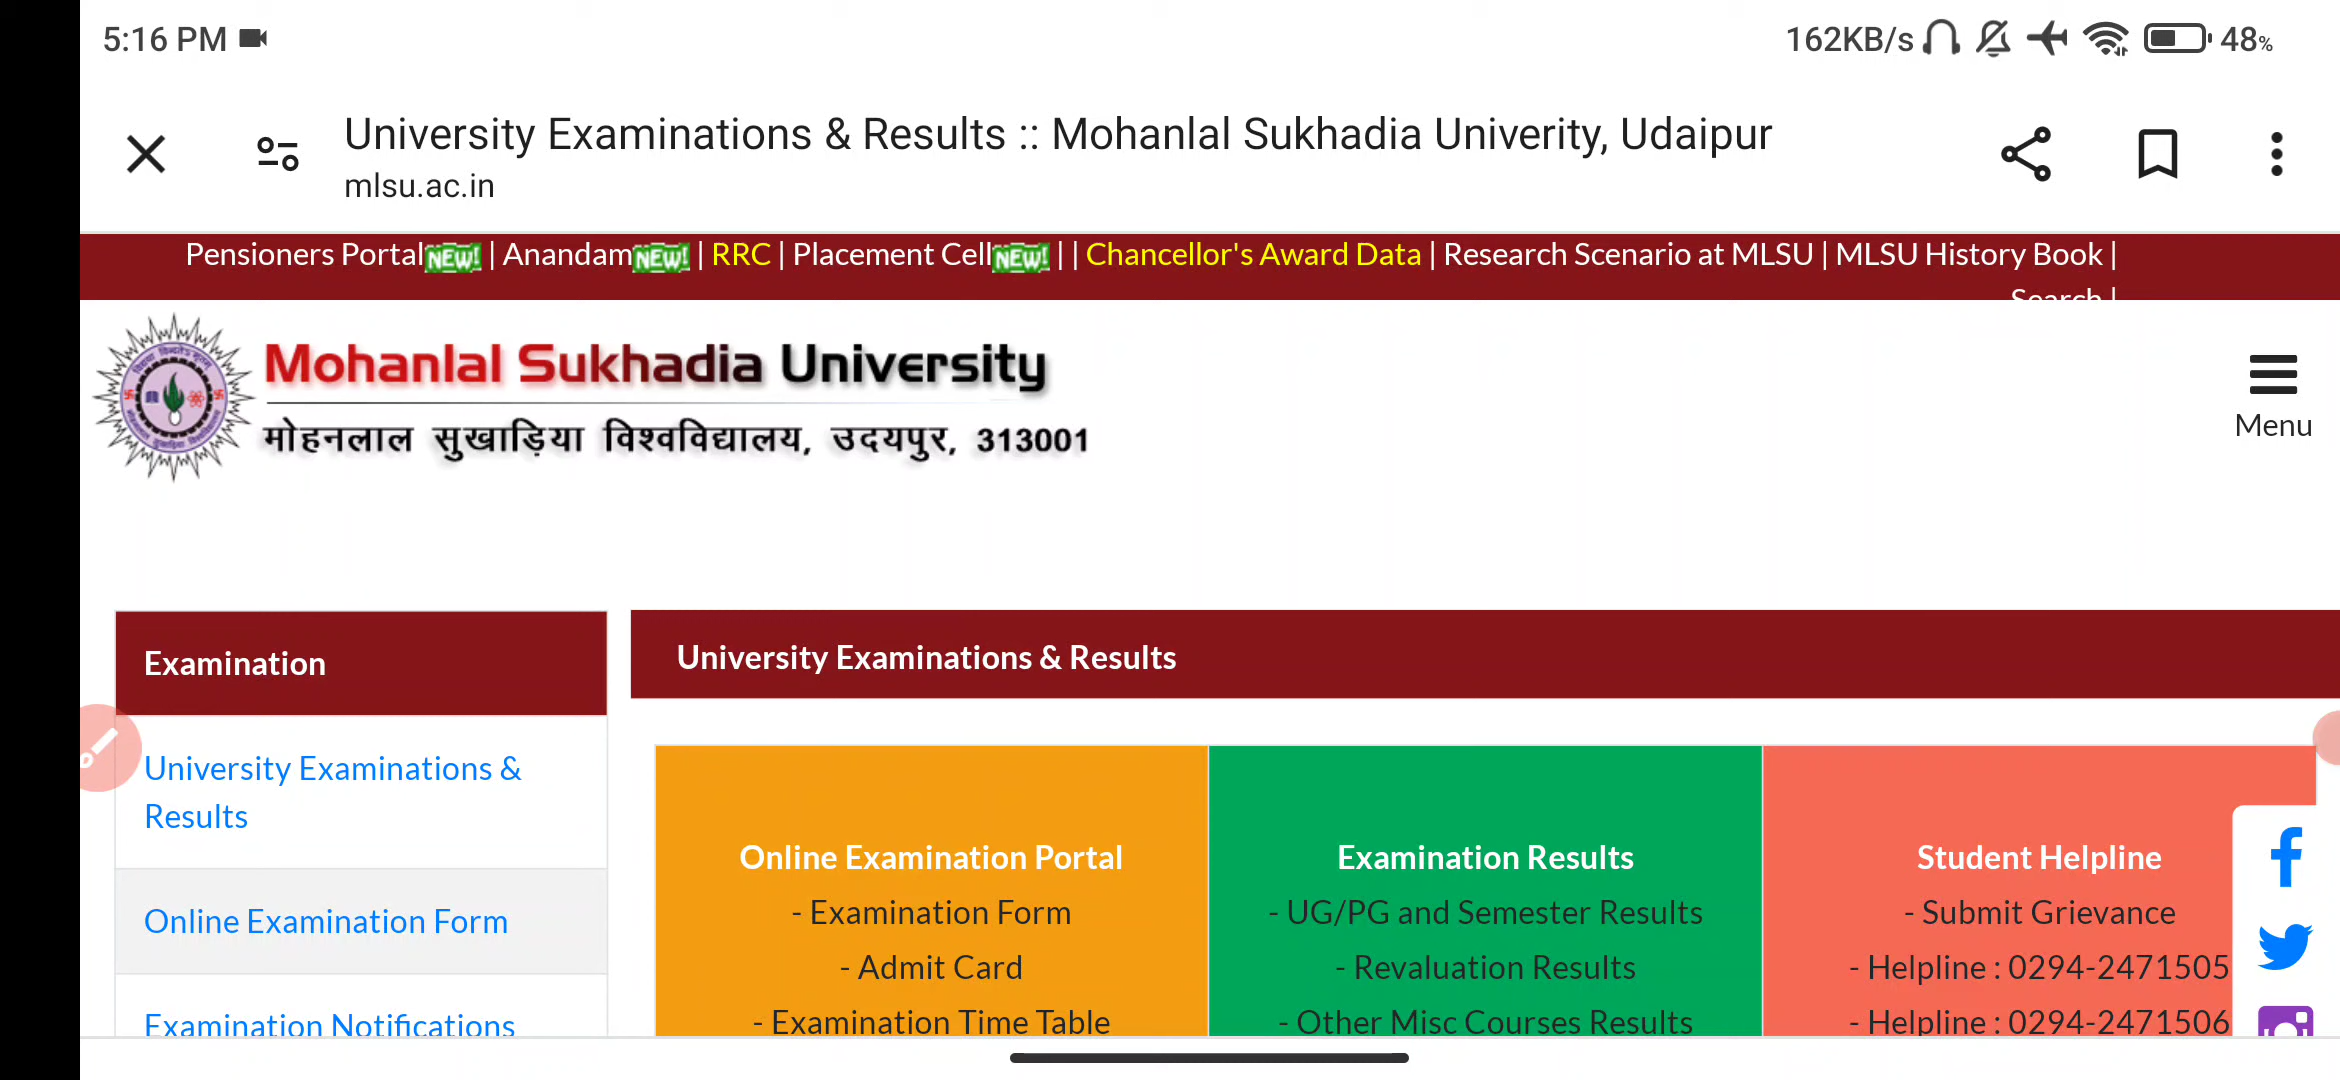 5:16 PM
162KB/s
48%
University Examinations & Results :: Mohanlal Sukhadia Univerity, Udaipur
mlsu.ac.in
Pensioners Portal NEW! | Anandam NEW! | RRC | Placement Cell NEW! | | Chancellor's Award Data | Research Scenario at MLSU | MLSU History Book |
Search |
Mohanlal Sukhadia University
मोहनलाल सुखाड़िया विश्वविद्यालय, उदयपुर, 313001
Menu
Examination
University Examinations &
Results
Online Examination Form
Examination Notifications
University Examinations & Results
Online Examination Portal
- Examination Form
- Admit Card
- Examination Time Table
Examination Results
- UG/PG and Semester Results
- Revaluation Results
- Other Misc Courses Results
Student Helpline
- Submit Grievance
- Helpline : 0294-2471505
- Helpline : 0294-2471506